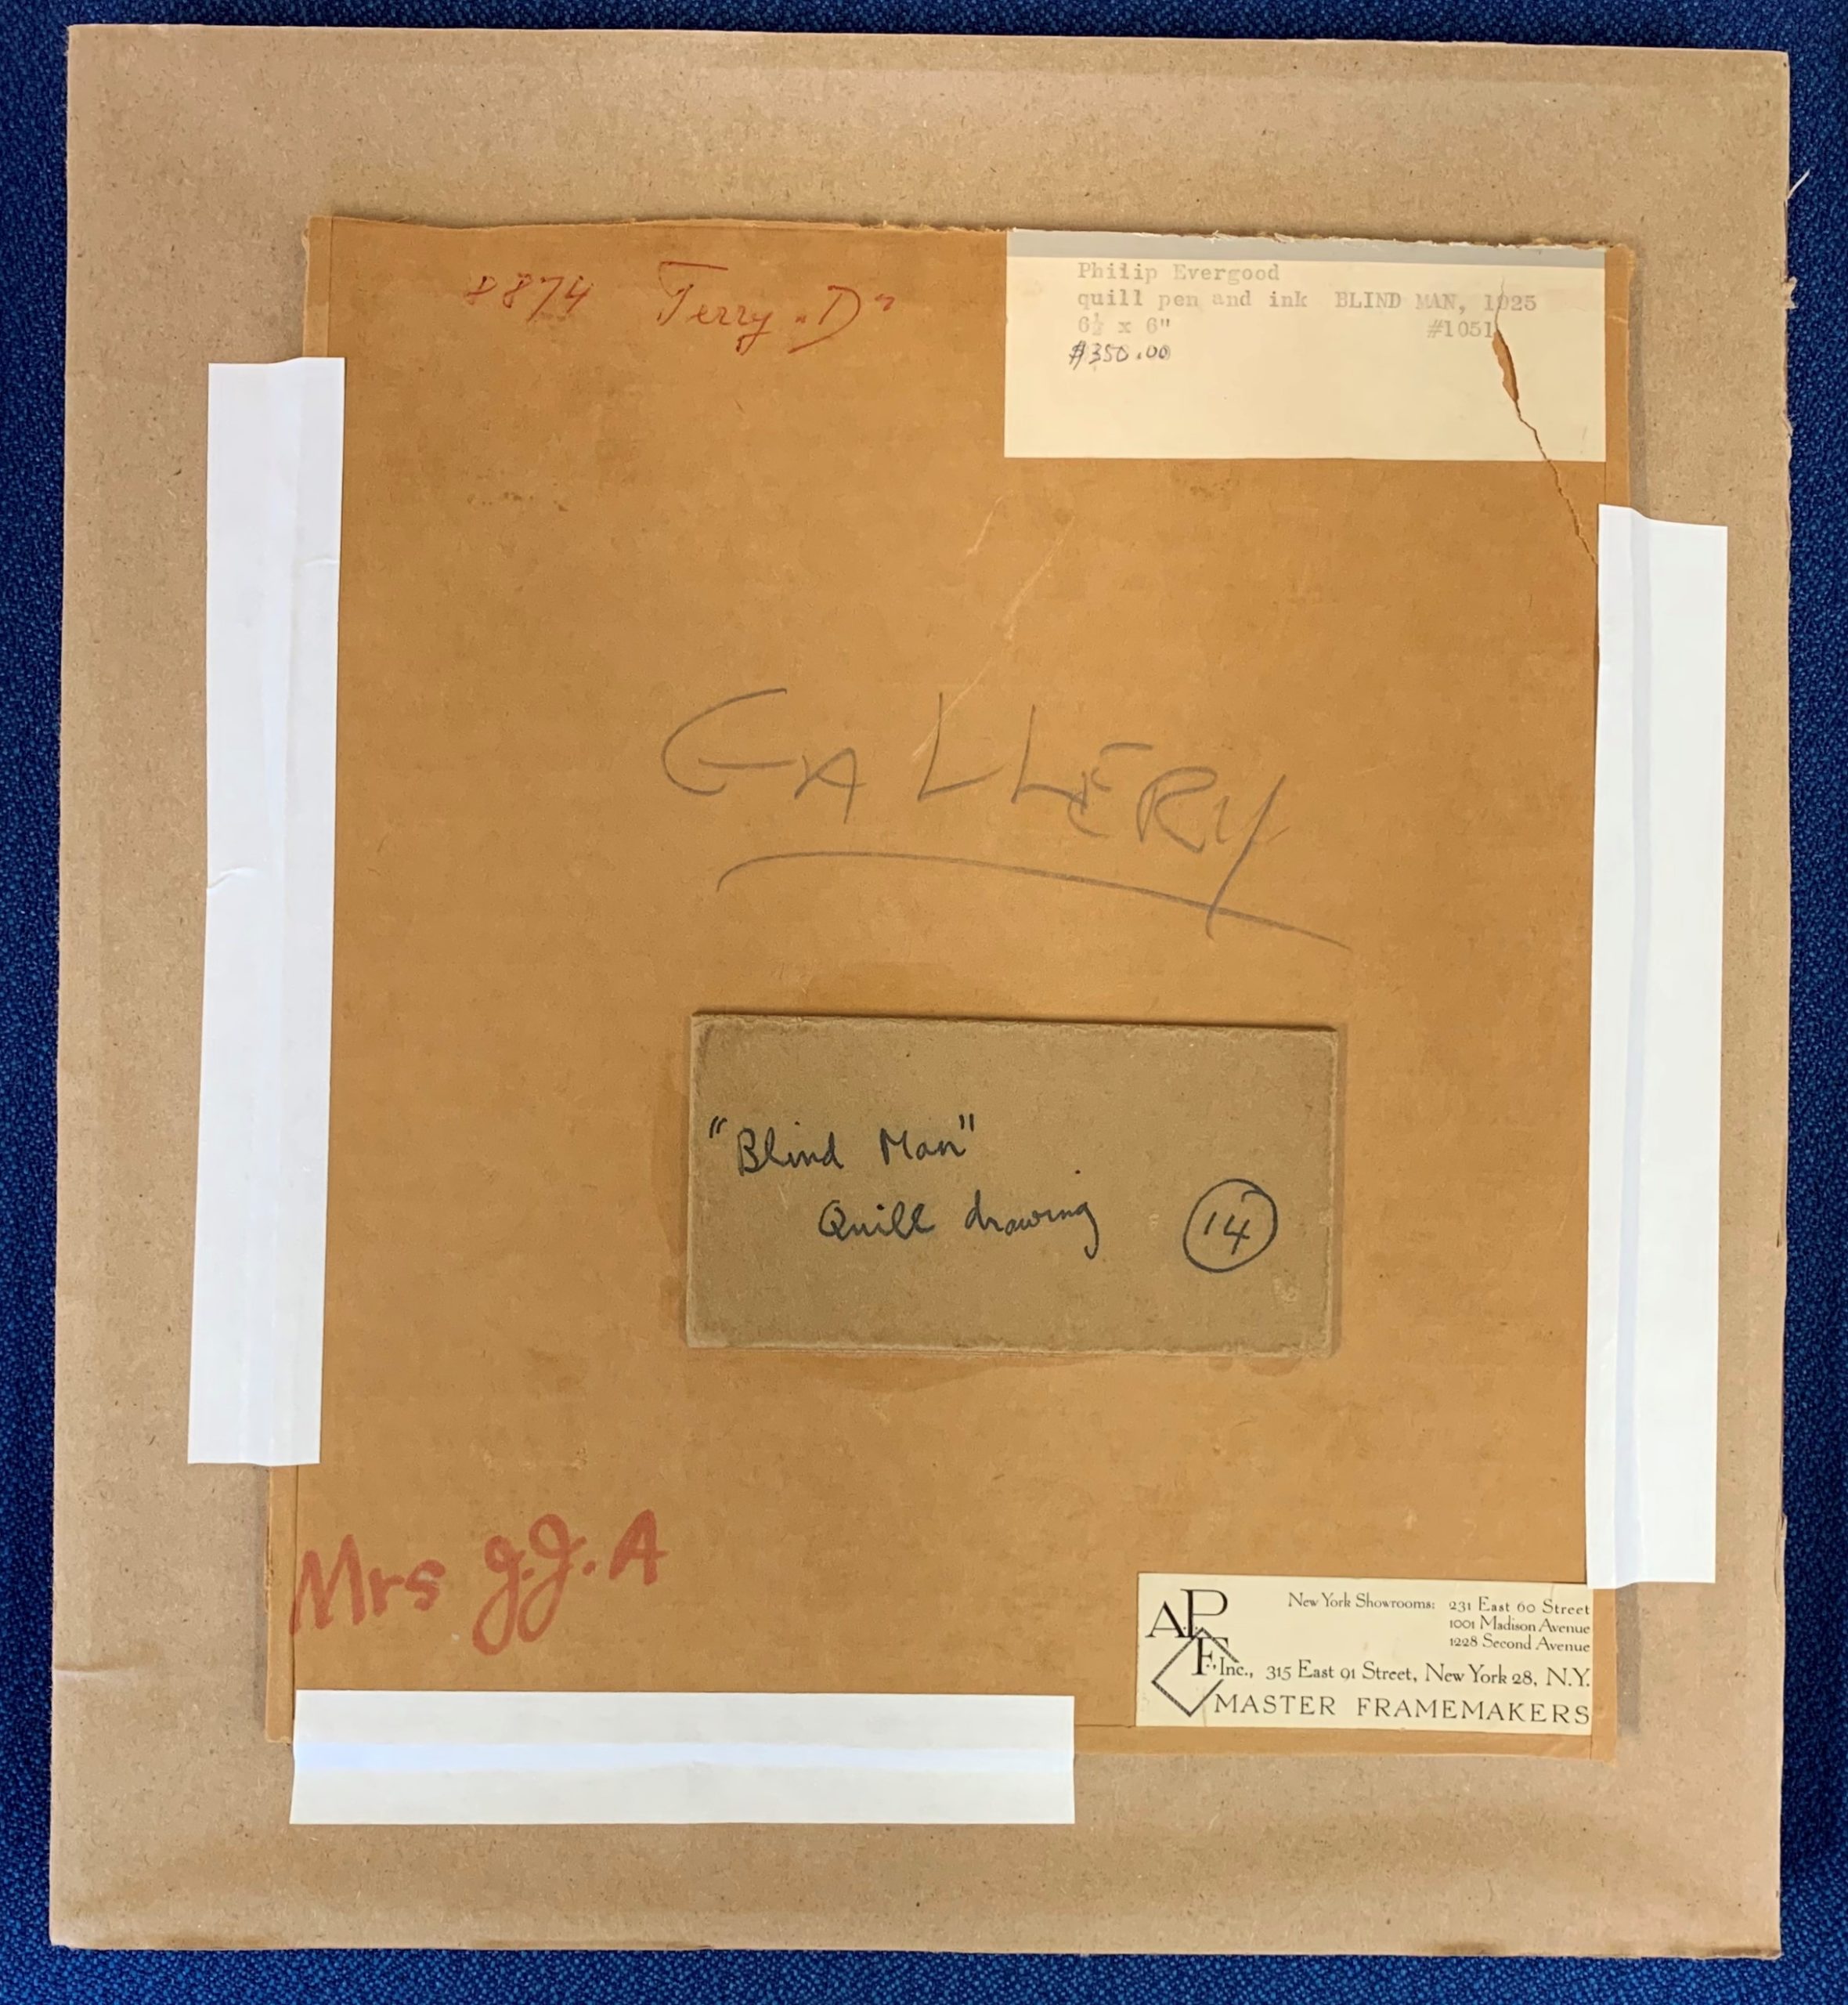 8874 Terry "D"
Philip Evergood
quill pen and ink BLIND MAN, 1925
6½ x 6" #1051
$350.00
GALLERY
"Blind Man"
Quill drawing 14
Mrs J.J. A
New York Showrooms: 231 East 60 Street
1001 Madison Avenue
1228 Second Avenue
A.P.F., Inc., 315 East 91 Street, New York 28, N.Y.
MASTER FRAMEMAKERS